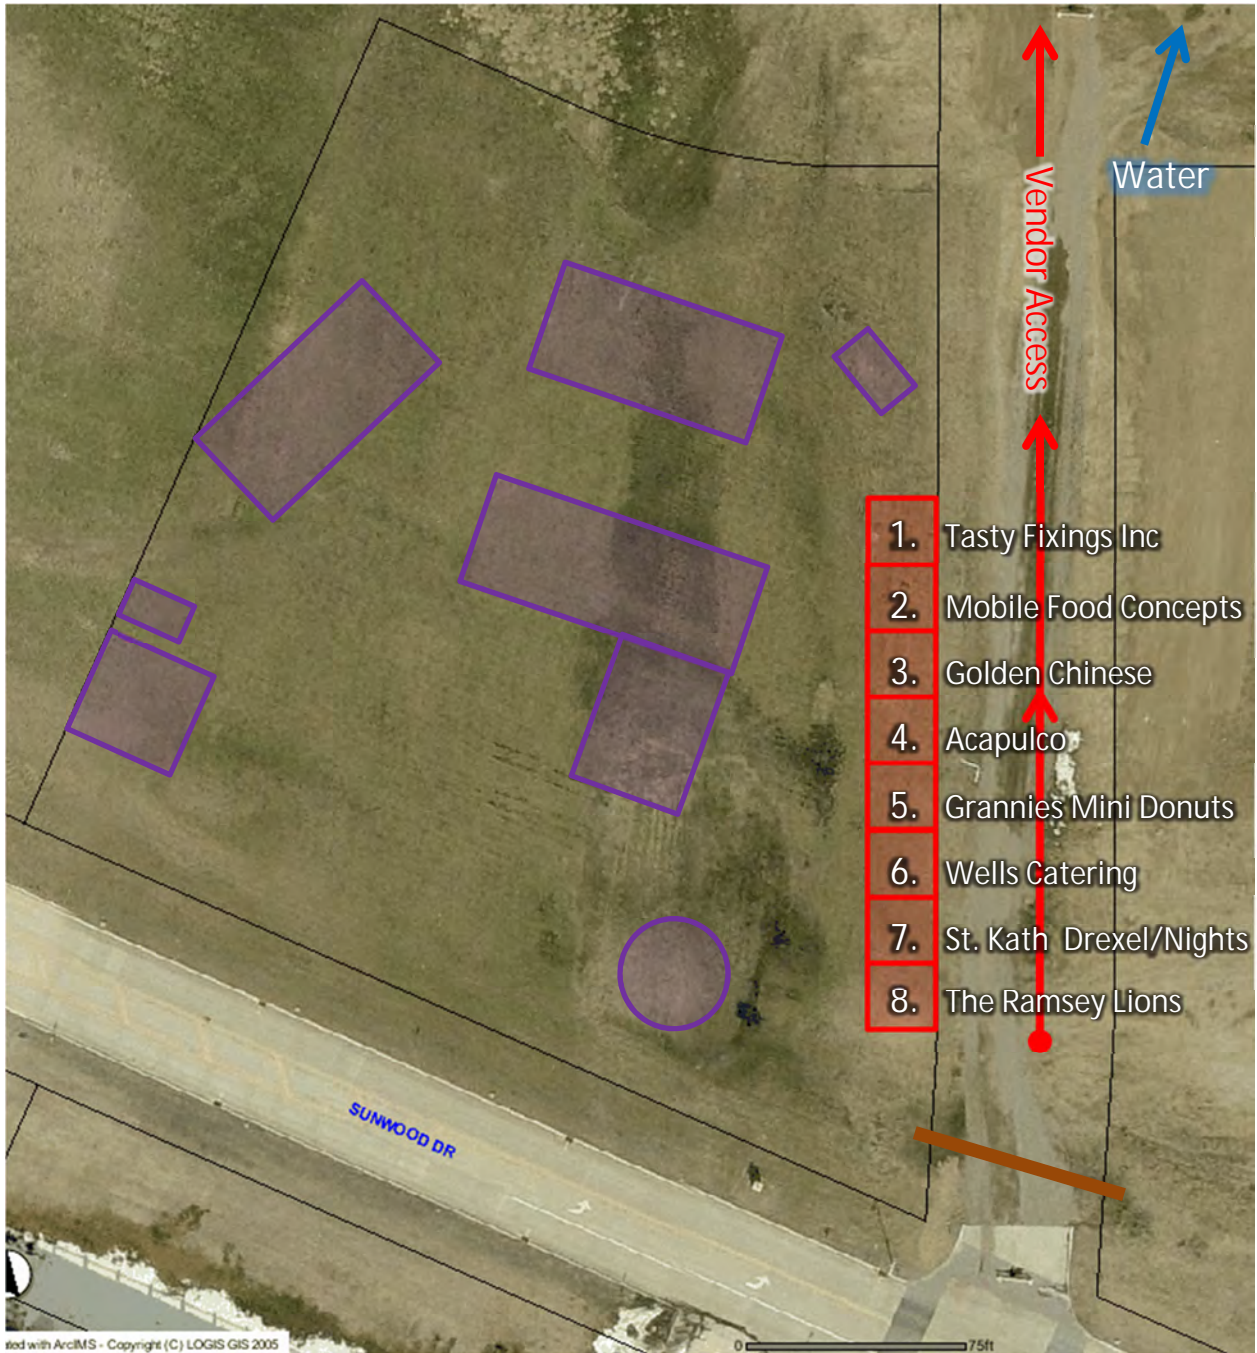 Water
Vendor Access
1. Tasty Fixings Inc
2. Mobile Food Concepts
3. Golden Chinese
4. Acapulco
5. Grannies Mini Donuts
6. Wells Catering
7. St. Kath Drexel/Nights
8. The Ramsey Lions
SUNWOOD DR
with ArcIMS - Copyright (C) LOGIS GIS 2005
0 75ft